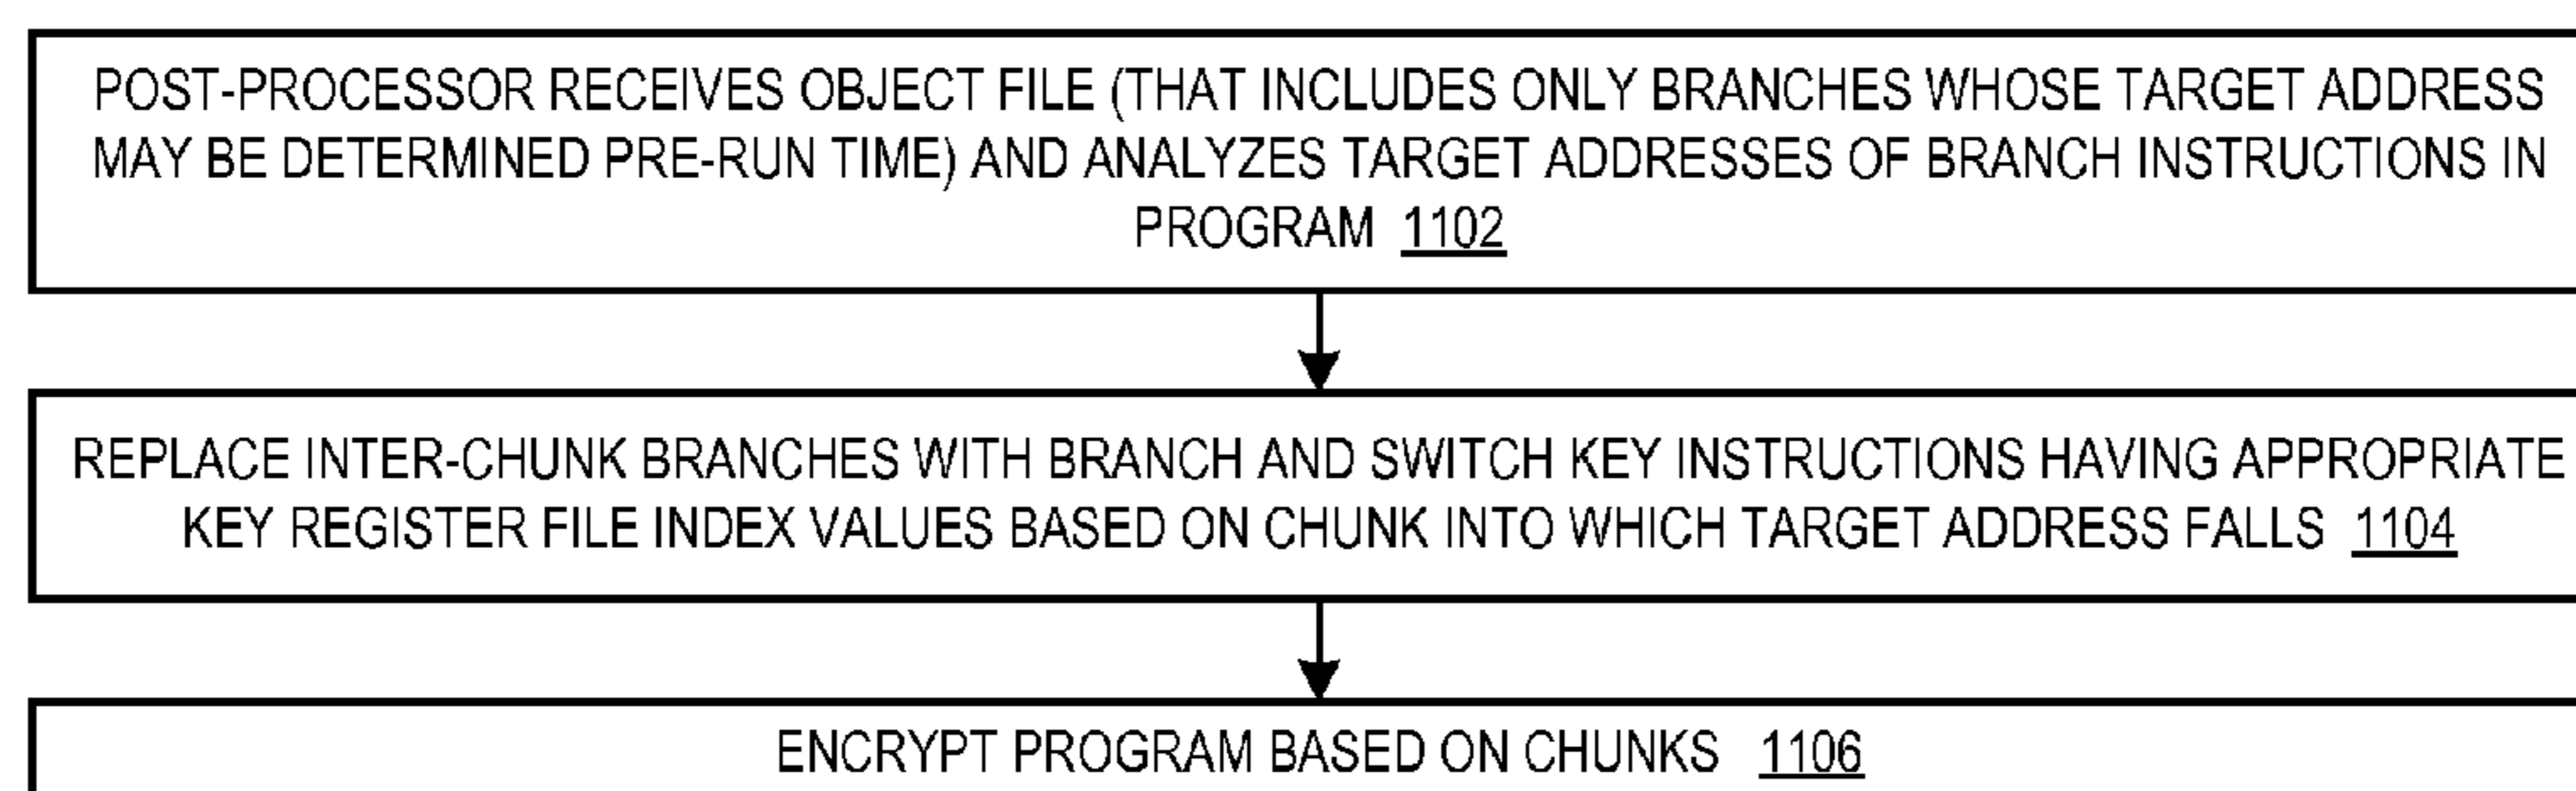 POST-PROCESSOR RECEIVES OBJECT FILE (THAT INCLUDES ONLY BRANCHES WHOSE TARGET ADDRESS
MAY BE DETERMINED PRE-RUN TIME) AND ANALYZES TARGET ADDRESSES OF BRANCH INSTRUCTIONS IN
PROGRAM 1102
REPLACE INTER-CHUNK BRANCHES WITH BRANCH AND SWITCH KEY INSTRUCTIONS HAVING APPROPRIATE
KEY REGISTER FILE INDEX VALUES BASED ON CHUNK INTO WHICH TARGET ADDRESS FALLS 1104
ENCRYPT PROGRAM BASED ON CHUNKS 1106